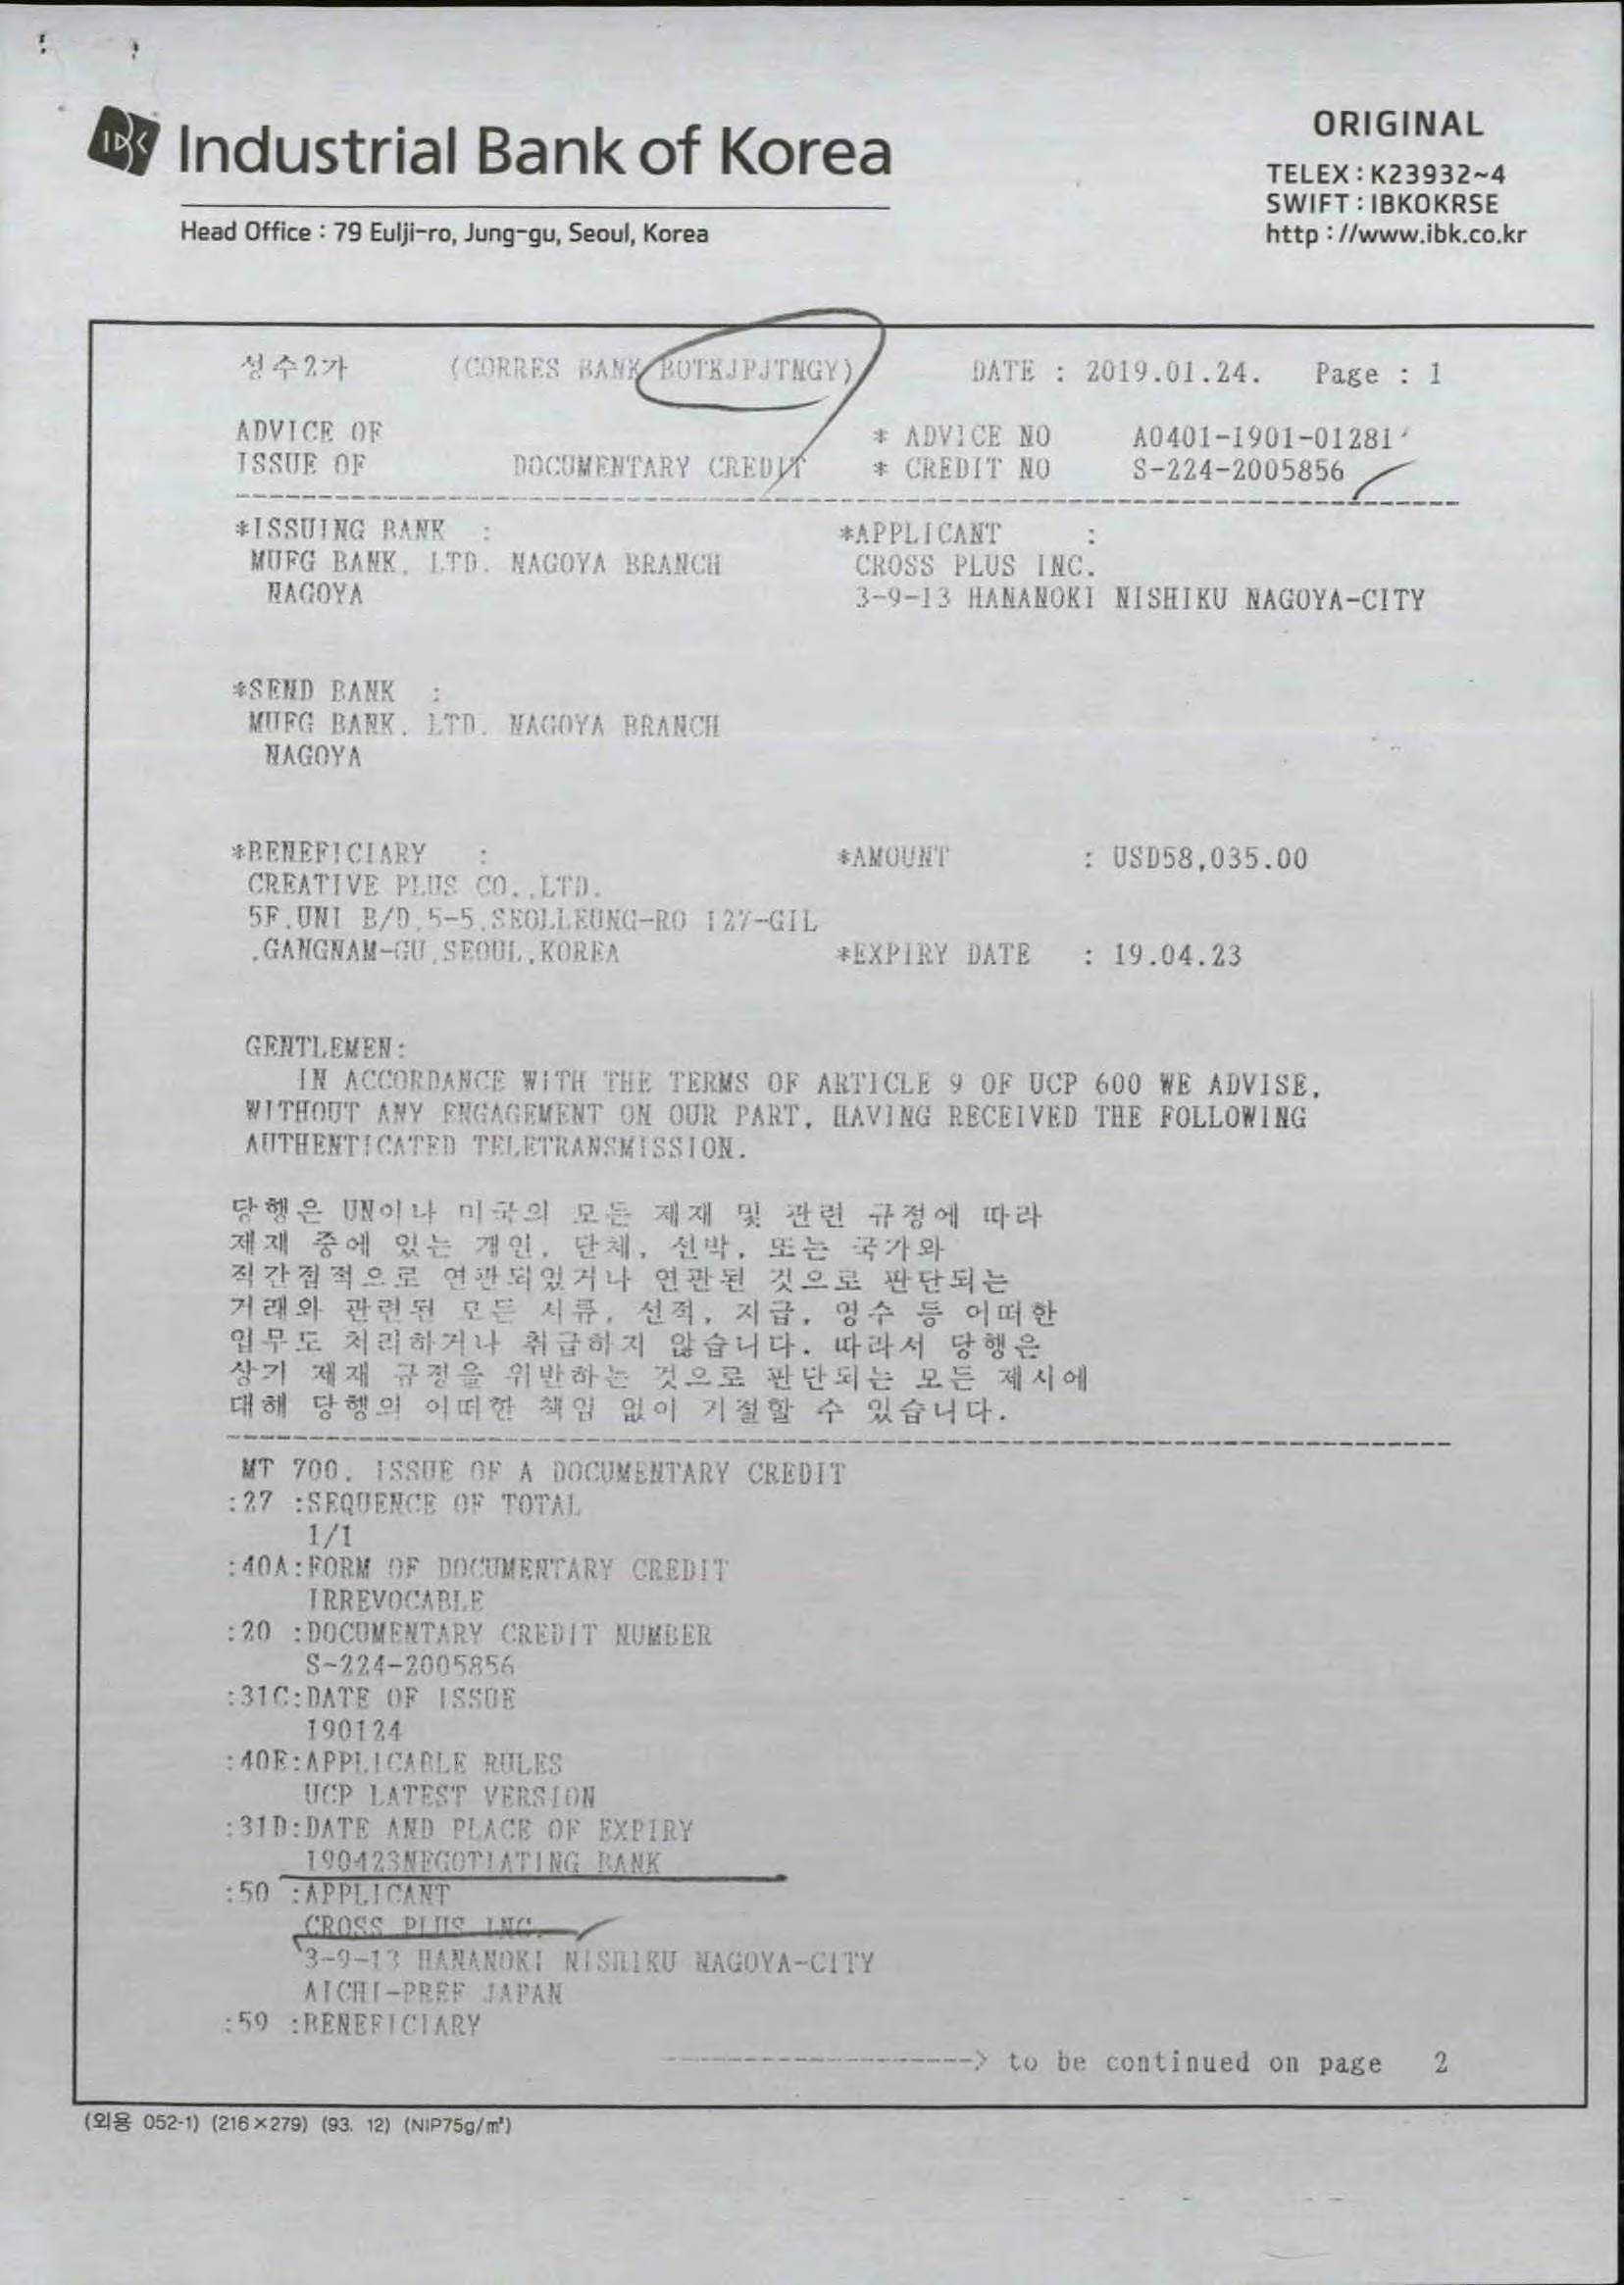 IBK Industrial Bank of Korea
Head Office : 79 Eulji-ro, Jung-gu, Seoul, Korea
ORIGINAL
TELEX : K23932~4
SWIFT : IBKOKRSE
http : //www.ibk.co.kr
성수2가 (CORRES BANK BOTKJPJTNGY) DATE : 2019.01.24. Page : 1
ADVICE OF * ADVICE NO A0401-1901-01281
ISSUE OF DOCUMENTARY CREDIT * CREDIT NO S-224-2005856
*ISSUING BANK : *APPLICANT :
MUFG BANK, LTD. NAGOYA BRANCH CROSS PLUS INC.
NAGOYA 3-9-13 HANANOKI NISHIKU NAGOYA-CITY
*SEND BANK :
MUFG BANK, LTD. NAGOYA BRANCH
NAGOYA
*BENEFICIARY : *AMOUNT : USD58,035.00
CREATIVE PLUS CO.,LTD.
5F,UNI B/D,5-5,SEOLLEUNG-RO 127-GIL
,GANGNAM-GU,SEOUL,KOREA *EXPIRY DATE : 19.04.23
GENTLEMEN:
IN ACCORDANCE WITH THE TERMS OF ARTICLE 9 OF UCP 600 WE ADVISE,
WITHOUT ANY ENGAGEMENT ON OUR PART, HAVING RECEIVED THE FOLLOWING
AUTHENTICATED TELETRANSMISSION.
당행은 UN이나 미국의 모든 제재 및 관련 규정에 따라
제재 중에 있는 개인, 단체, 선박, 또는 국가와
직간접적으로 연관되었거나 연관된 것으로 판단되는
거래와 관련된 모든 서류, 선적, 지급, 영수 등 어떠한
업무도 처리하거나 취급하지 않습니다. 따라서 당행은
상기 제재 규정을 위반하는 것으로 판단되는 모든 제시에
대해 당행의 어떠한 책임 없이 거절할 수 있습니다.
MT 700. ISSUE OF A DOCUMENTARY CREDIT
:27 :SEQUENCE OF TOTAL
1/1
:40A:FORM OF DOCUMENTARY CREDIT
IRREVOCABLE
:20 :DOCUMENTARY CREDIT NUMBER
S-224-2005856
:31C:DATE OF ISSUE
190124
:40E:APPLICABLE RULES
UCP LATEST VERSION
:31D:DATE AND PLACE OF EXPIRY
190423NEGOTIATING BANK
:50 :APPLICANT
CROSS PLUS INC.
3-9-13 HANANOKI NISHIKU NAGOYA-CITY
AICHI-PREF JAPAN
:59 :BENEFICIARY
--------------------> to be continued on page 2
(외용 052-1) (216×279) (93. 12) (NIP75g/㎡)